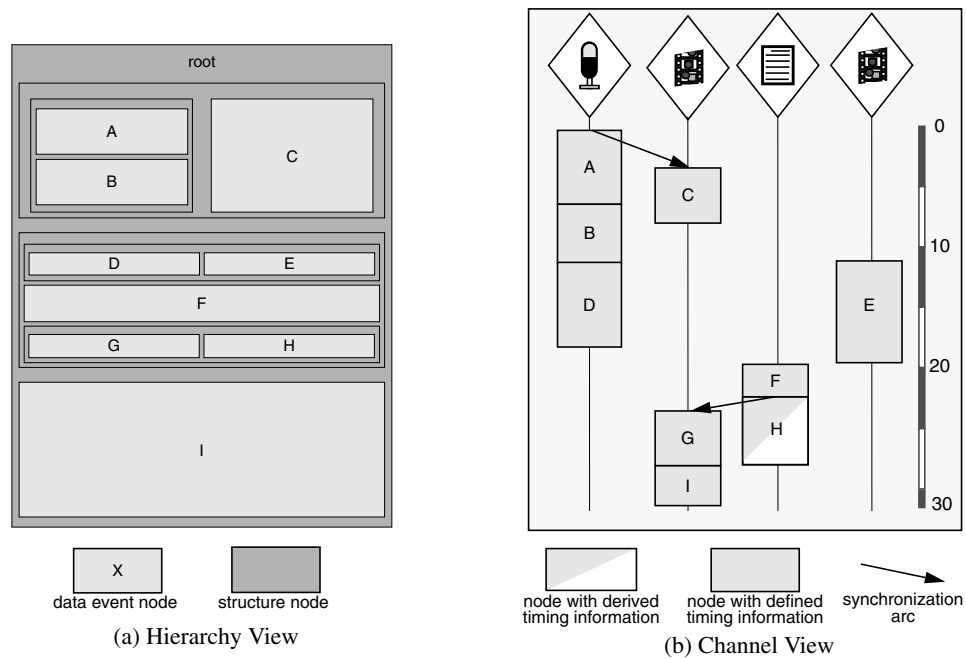 root
A
B
C
D
E
F
G
H
I
X
data event node
structure node
(a) Hierarchy View
0
A
C
B
10
D
E
20
F
G
H
I
30
node with derived
timing information
node with defined
timing information
synchronization
arc
(b) Channel View